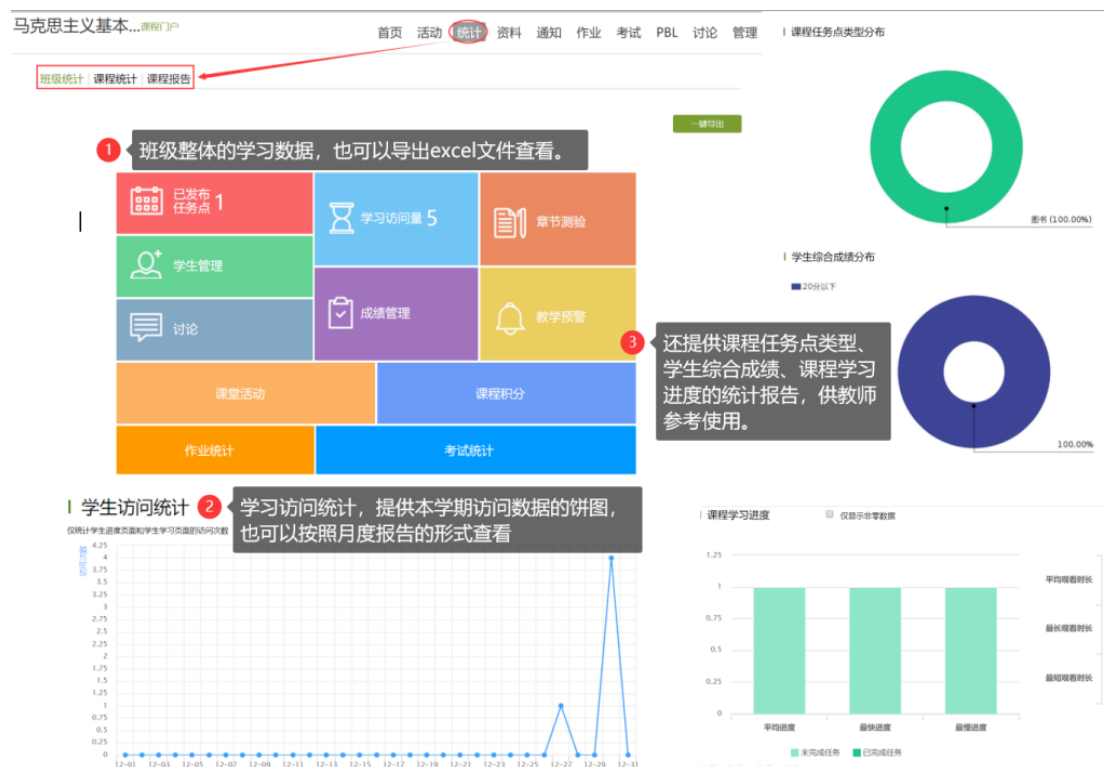 马克思主义基本...课程门户
首页 活动 统计 资料 通知 作业 考试 PBL 讨论 管理
班级统计 课程统计 课程报告
一键导出
1 班级整体的学习数据，也可以导出excel文件查看。
已发布
任务点 1
学习访问量 5
章节测验
学生管理
成绩管理
教学预警
讨论
课堂活动
课程积分
作业统计
考试统计
课程任务点类型分布
图书 (100.00%)
学生综合成绩分布
20分以下
100.00%
3 还提供课程任务点类型、
学生综合成绩、课程学习
进度的统计报告，供教师
参考使用。
学生访问统计
2 学习访问统计，提供本学期访问数据的饼图，
也可以按照月度报告的形式查看
仅统计学生进度页面和学生学习页面的访问次数
访问次数
4.25
4
3.75
3.5
3.25
3
2.75
2.5
2.25
2
1.75
1.5
1.25
1
0.75
0.5
0.25
0
12-01 12-03 12-05 12-07 12-09 12-11 12-13 12-15 12-17 12-19 12-21 12-23 12-25 12-27 12-29 12-31
课程学习进度 仅显示非零数据
1.25
1
0.75
0.5
0.25
0
平均进度 最快进度 最慢进度
未完成任务 已完成任务
平均观看时长
最长观看时长
最短观看时长